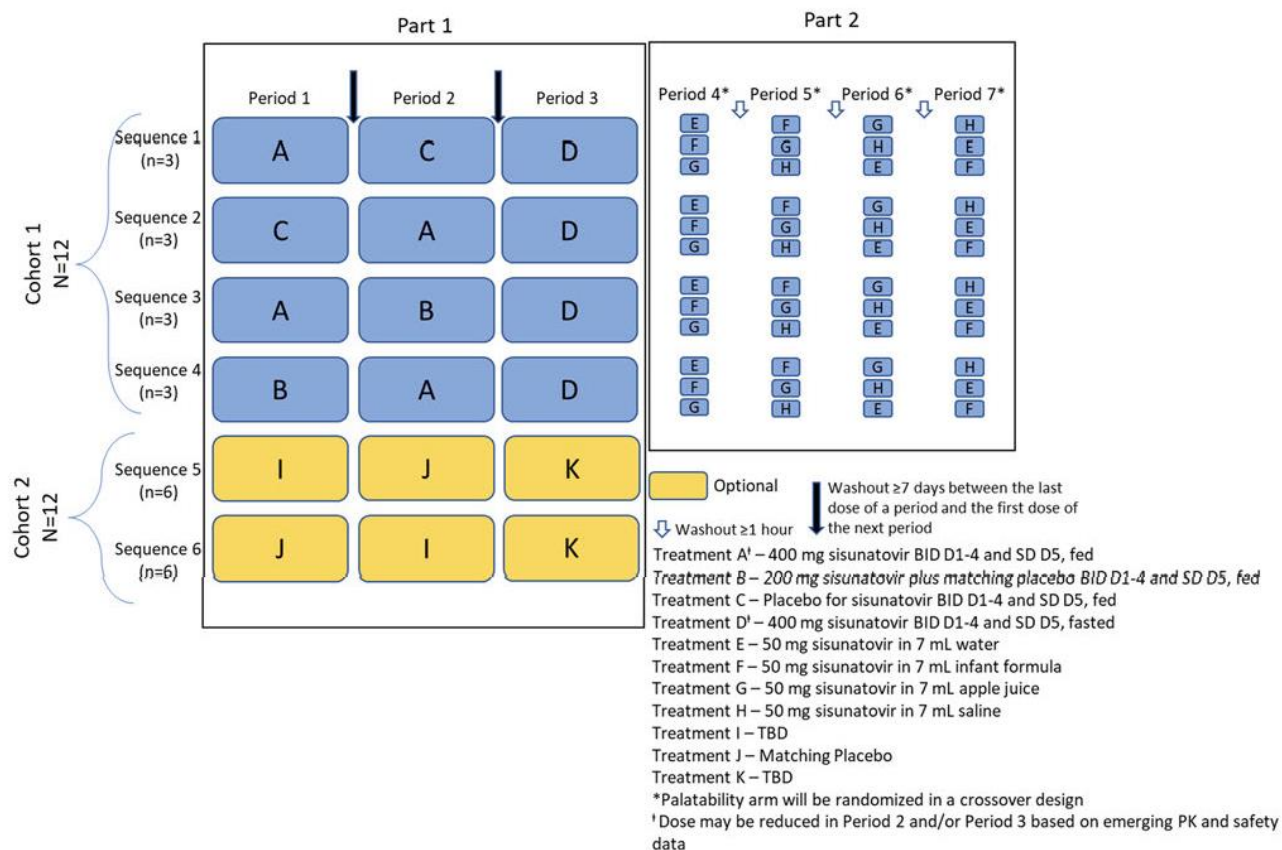 Part 1
Part 2
Period 1
Period 2
Period 3
Period 4*
Period 5*
Period 6*
Period 7*
Cohort 1
N=12
Sequence 1
(n=3)
A
C
D
E
F
G
H
F
G
H
E
G
H
E
F
Sequence 2
(n=3)
C
A
D
E
F
G
H
F
G
H
E
G
H
E
F
Sequence 3
(n=3)
A
B
D
E
F
G
H
F
G
H
E
G
H
E
F
Sequence 4
(n=3)
B
A
D
E
F
G
H
F
G
H
E
G
H
E
F
Cohort 2
N=12
Sequence 5
(n=6)
I
J
K
Sequence 6
(n=6)
J
I
K
Optional
Washout ≥7 days between the last
dose of a period and the first dose of
the next period
Washout ≥1 hour
Treatment Aᵗ – 400 mg sisunatovir BID D1-4 and SD D5, fed
Treatment B – 200 mg sisunatovir plus matching placebo BID D1-4 and SD D5, fed
Treatment C – Placebo for sisunatovir BID D1-4 and SD D5, fed
Treatment Dᵗ – 400 mg sisunatovir BID D1-4 and SD D5, fasted
Treatment E – 50 mg sisunatovir in 7 mL water
Treatment F – 50 mg sisunatovir in 7 mL infant formula
Treatment G – 50 mg sisunatovir in 7 mL apple juice
Treatment H – 50 mg sisunatovir in 7 mL saline
Treatment I – TBD
Treatment J – Matching Placebo
Treatment K – TBD
*Palatability arm will be randomized in a crossover design
ᵗDose may be reduced in Period 2 and/or Period 3 based on emerging PK and safety
data